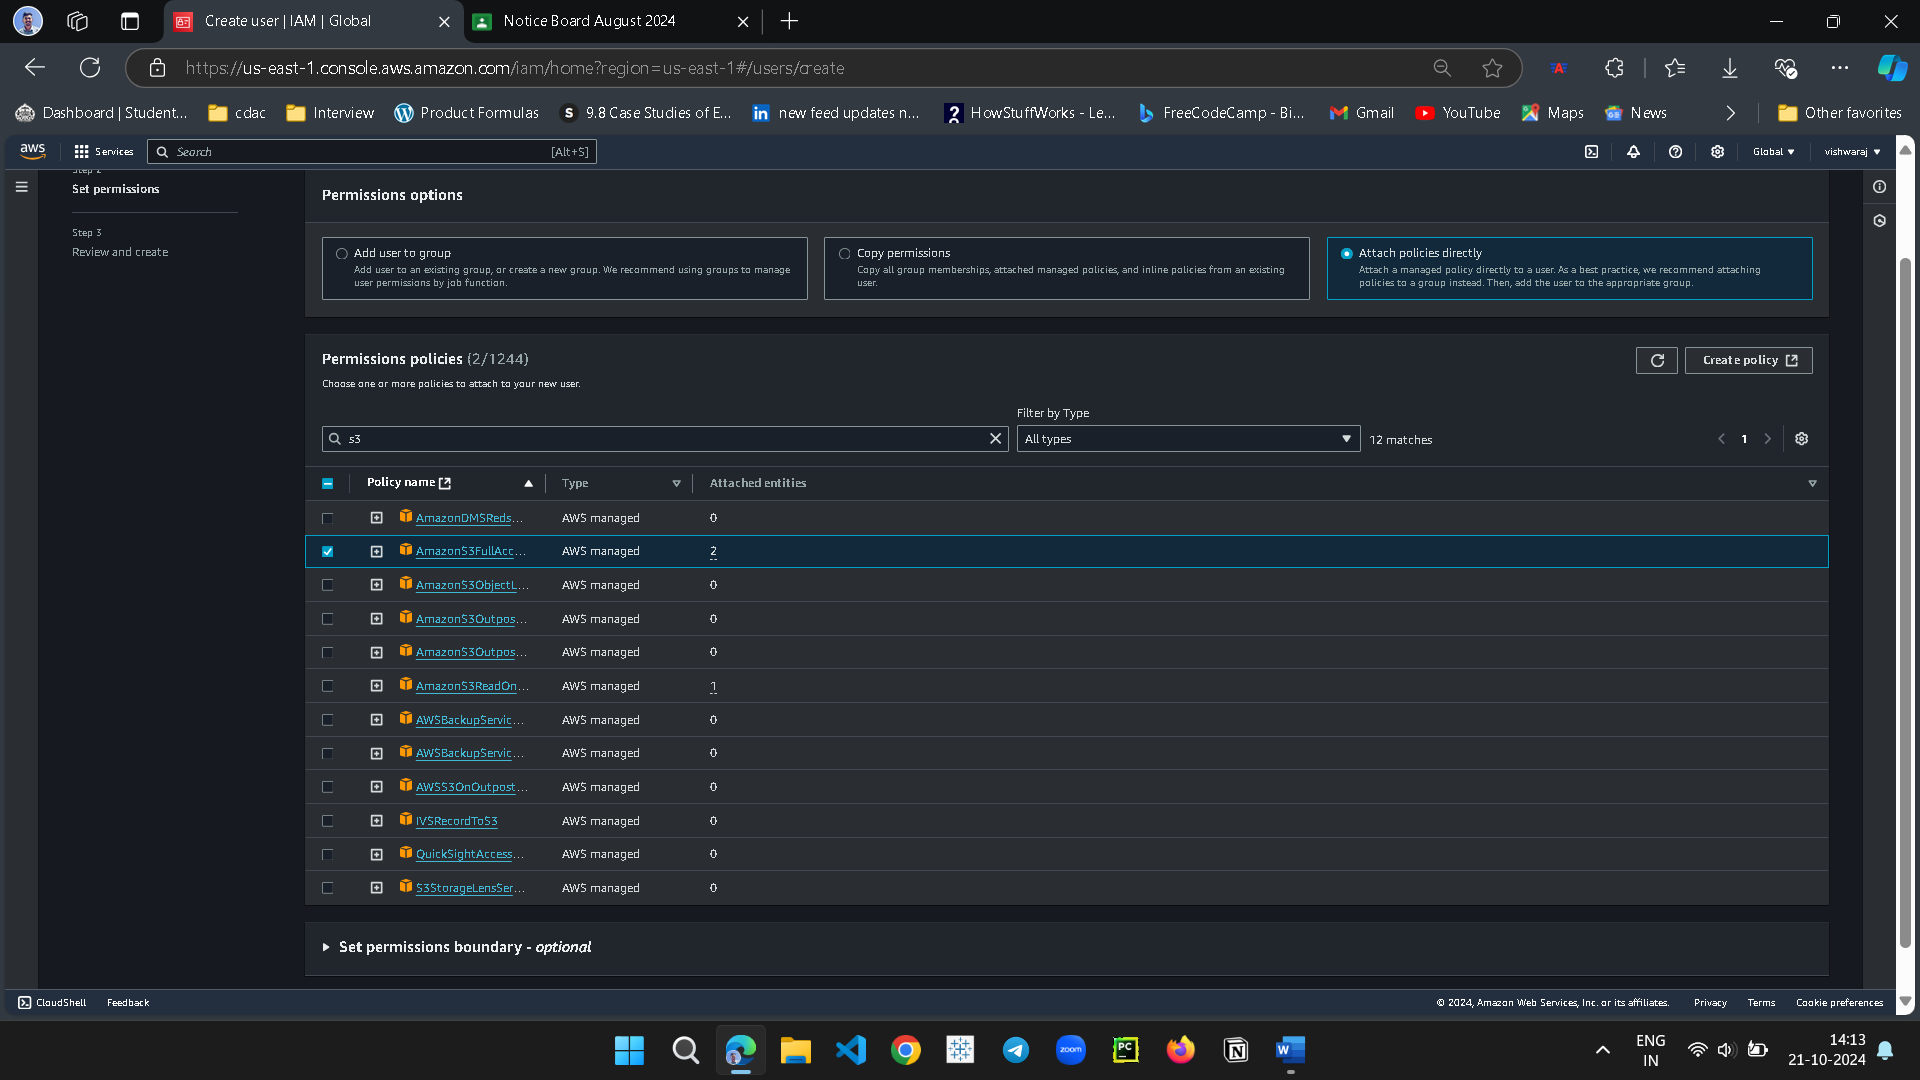 Create user | IAM | Global
Notice Board August 2024
https://us-east-1.console.aws.amazon.com/iam/home?region=us-east-1#/users/create
Dashboard | Student...
cdac
Interview
Product Formulas
9.8 Case Studies of E...
new feed updates n...
HowStuffWorks - Le...
FreeCodeCamp - Bi...
Gmail
YouTube
Maps
News
Other favorites
aws
Services
Search
[Alt+S]
Global
vishwaraj
Step 2
Set permissions
Step 3
Review and create
Permissions options
Add user to group
Add user to an existing group, or create a new group. We recommend using groups to manage
user permissions by job function.
Copy permissions
Copy all group memberships, attached managed policies, and inline policies from an existing
user.
Attach policies directly
Attach a managed policy directly to a user. As a best practice, we recommend attaching
policies to a group instead. Then, add the user to the appropriate group.
Permissions policies (2/1244)
Choose one or more policies to attach to your new user.
Create policy
Filter by Type
s3
All types
12 matches
1
Policy name
Type
Attached entities
AmazonDMSReds... AWS managed 0
AmazonS3FullAcc... AWS managed 2
AmazonS3ObjectL... AWS managed 0
AmazonS3Outpos... AWS managed 0
AmazonS3Outpos... AWS managed 0
AmazonS3ReadOn... AWS managed 1
AWSBackupServic... AWS managed 0
AWSBackupServic... AWS managed 0
AWSS3OnOutpost... AWS managed 0
IVSRecordToS3 AWS managed 0
QuickSightAccess... AWS managed 0
S3StorageLensSer... AWS managed 0
Set permissions boundary - optional
CloudShell
Feedback
© 2024, Amazon Web Services, Inc. or its affiliates.
Privacy
Terms
Cookie preferences
zoom
PC
W
ENG
IN
14:13
21-10-2024